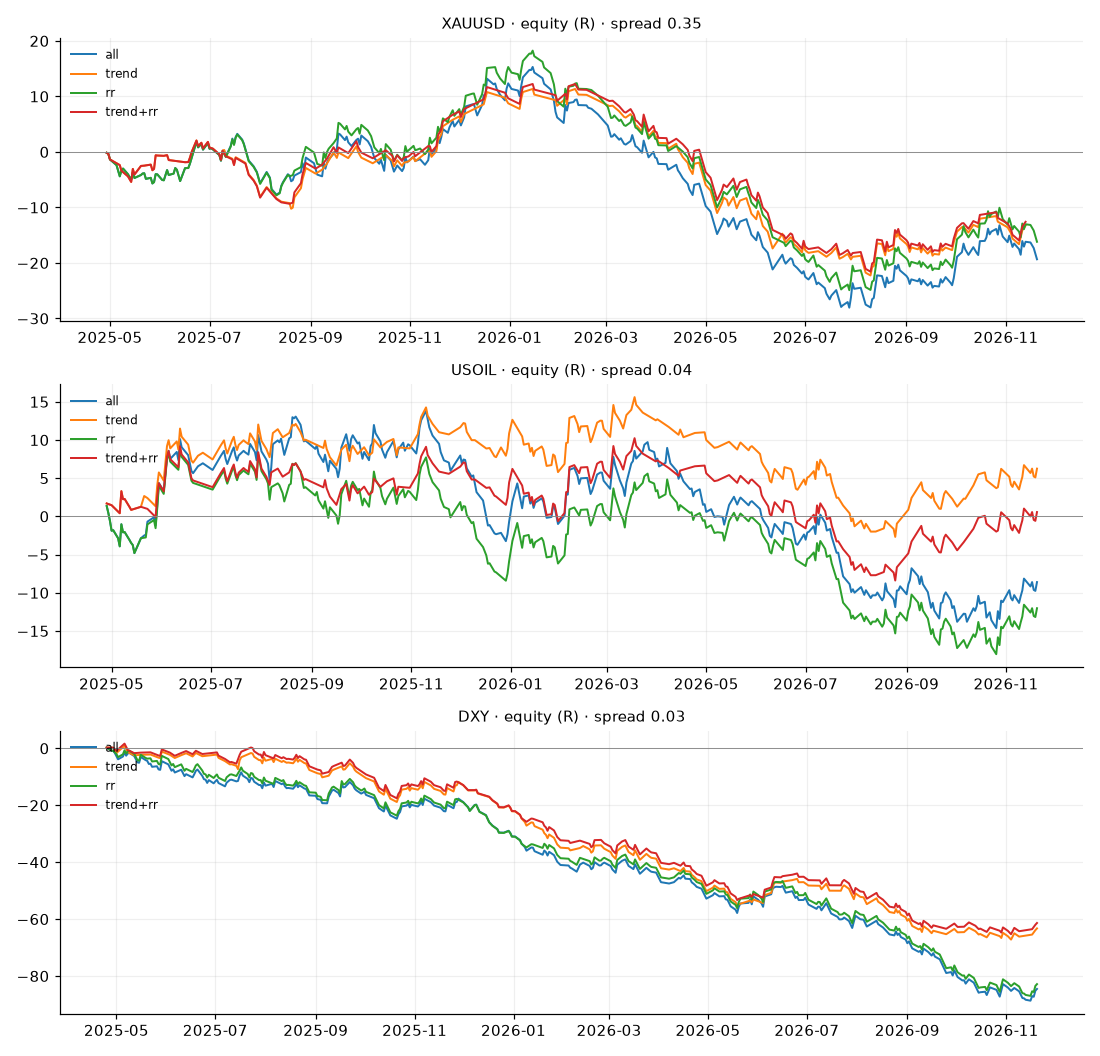 XAUUSD · equity (R) · spread 0.35
20
10
0
−10
−20
−30
all
trend
rr
trend+rr
2025-05 2025-07 2025-09 2025-11 2026-01 2026-03 2026-05 2026-07 2026-09 2026-11
USOIL · equity (R) · spread 0.04
15
10
5
0
−5
−10
−15
all
trend
rr
trend+rr
2025-05 2025-07 2025-09 2025-11 2026-01 2026-03 2026-05 2026-07 2026-09 2026-11
DXY · equity (R) · spread 0.03
0
−20
−40
−60
−80
all
trend
rr
trend+rr
2025-05 2025-07 2025-09 2025-11 2026-01 2026-03 2026-05 2026-07 2026-09 2026-11